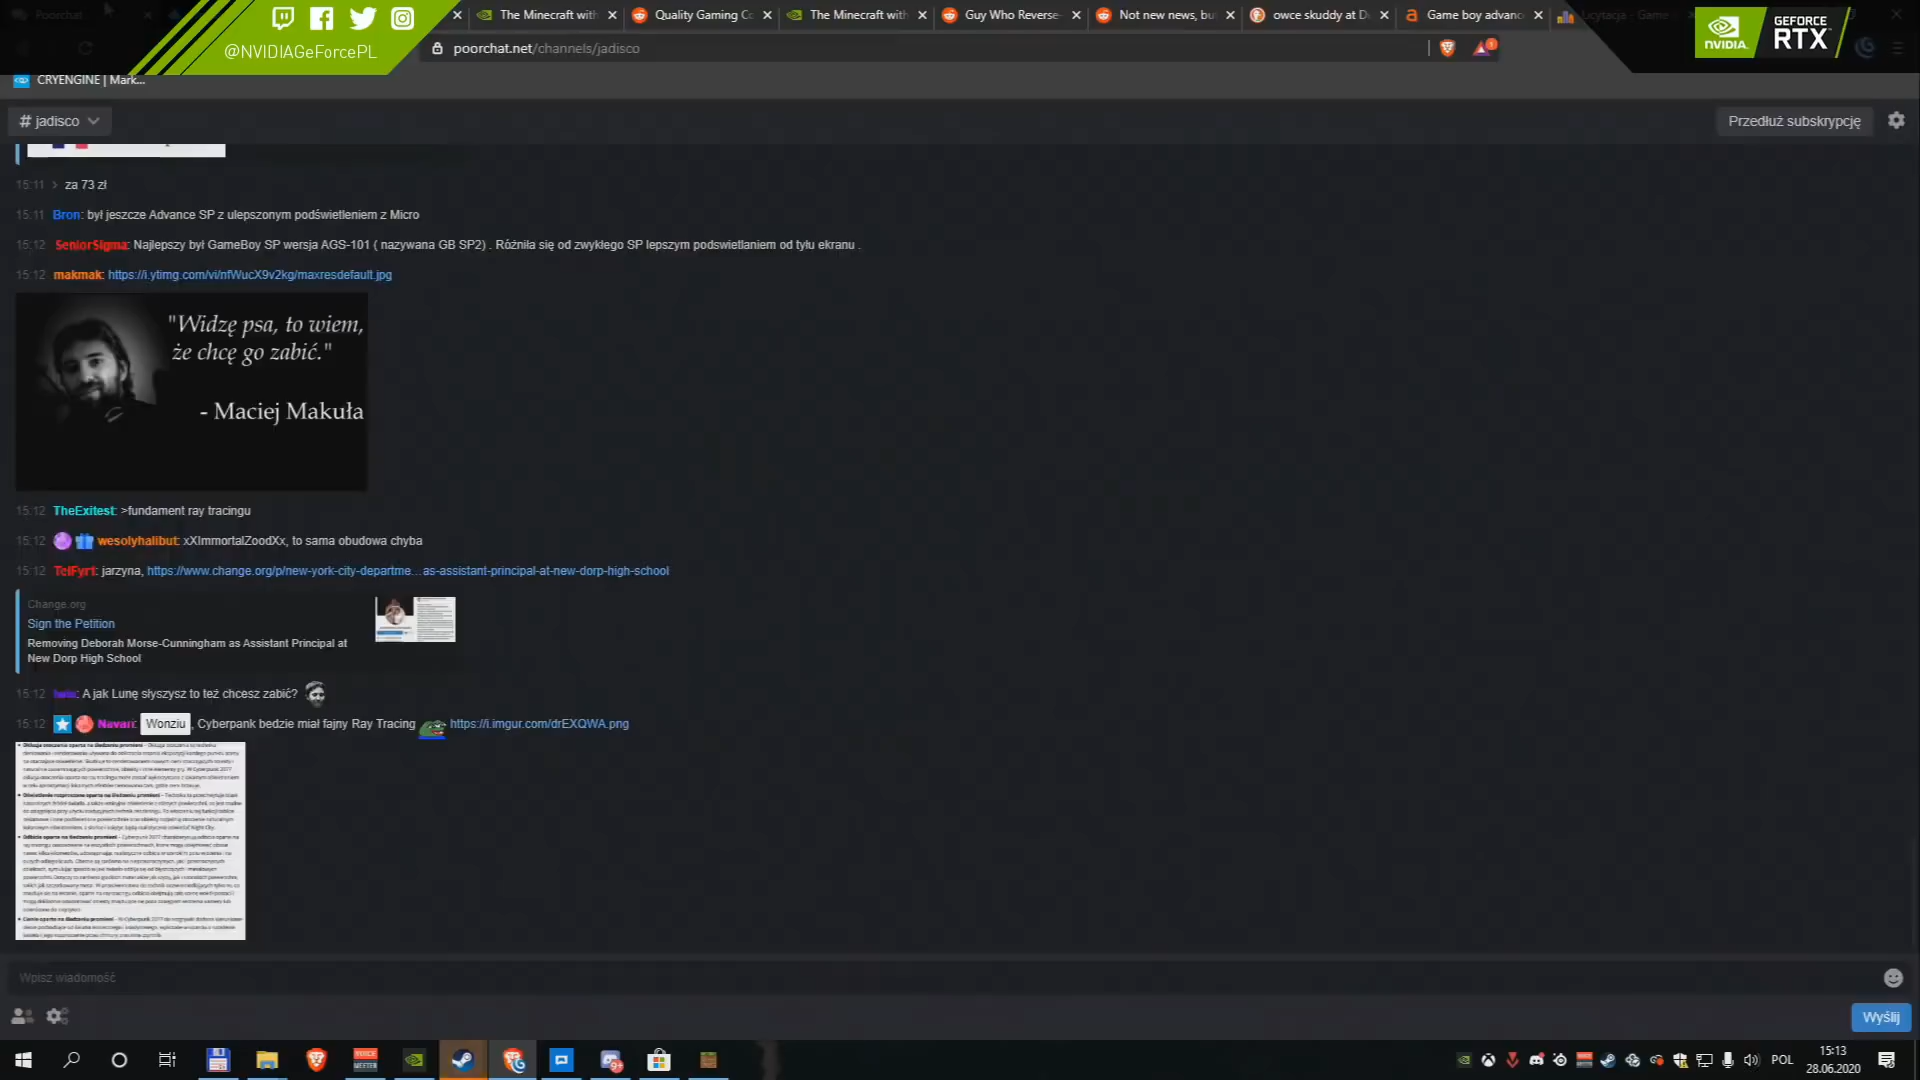 Poorchat
The Minecraft with
Quality Gaming Co
The Minecraft with
Guy Who Reverse-
Not new news, bu
owce skuddy at D
Game boy advanc
Licytacja - Game
@NVIDIAGeForcePL
poorchat.net/channels/jadisco
NVIDIA.
GEFORCE
RTX
CRYENGINE | Mark...
# jadisco
Przedłuż subskrypcję
15:11 > za 73 zł
15:11 Bron: był jeszcze Advance SP z ulepszonym podświetleniem z Micro
15:12 SeniorSigma: Najlepszy był GameBoy SP wersja AGS-101 ( nazywana GB SP2) . Różniła się od zwykłego SP lepszym podswietlaniem od tyłu ekranu .
15:12 makmak: https://i.ytimg.com/vi/nfWucX9v2kg/maxresdefault.jpg
"Widzę psa, to wiem,
że chcę go zabić."
- Maciej Makuła
15:12 TheExitest: >fundament ray tracingu
15:12 wesolyhalibut: xXImmortalZoodXx, to sama obudowa chyba
15:12 TelFyrt: jarzyna, https://www.change.org/p/new-york-city-departme...as-assistant-principal-at-new-dorp-high-school
Change.org
Sign the Petition
Removing Deborah Morse-Cunningham as Assistant Principal at
New Dorp High School
15:12 : A jak Lunę słyszysz to też chcesz zabić?
15:12 Navari: Wonziu, Cyberpank bedzie miał fajny Ray Tracing https://i.imgur.com/drEXQWA.png
Wpisz wiadomość
Wyślij
VOICE
MEETER
9+
POL
15:13
28.06.2020